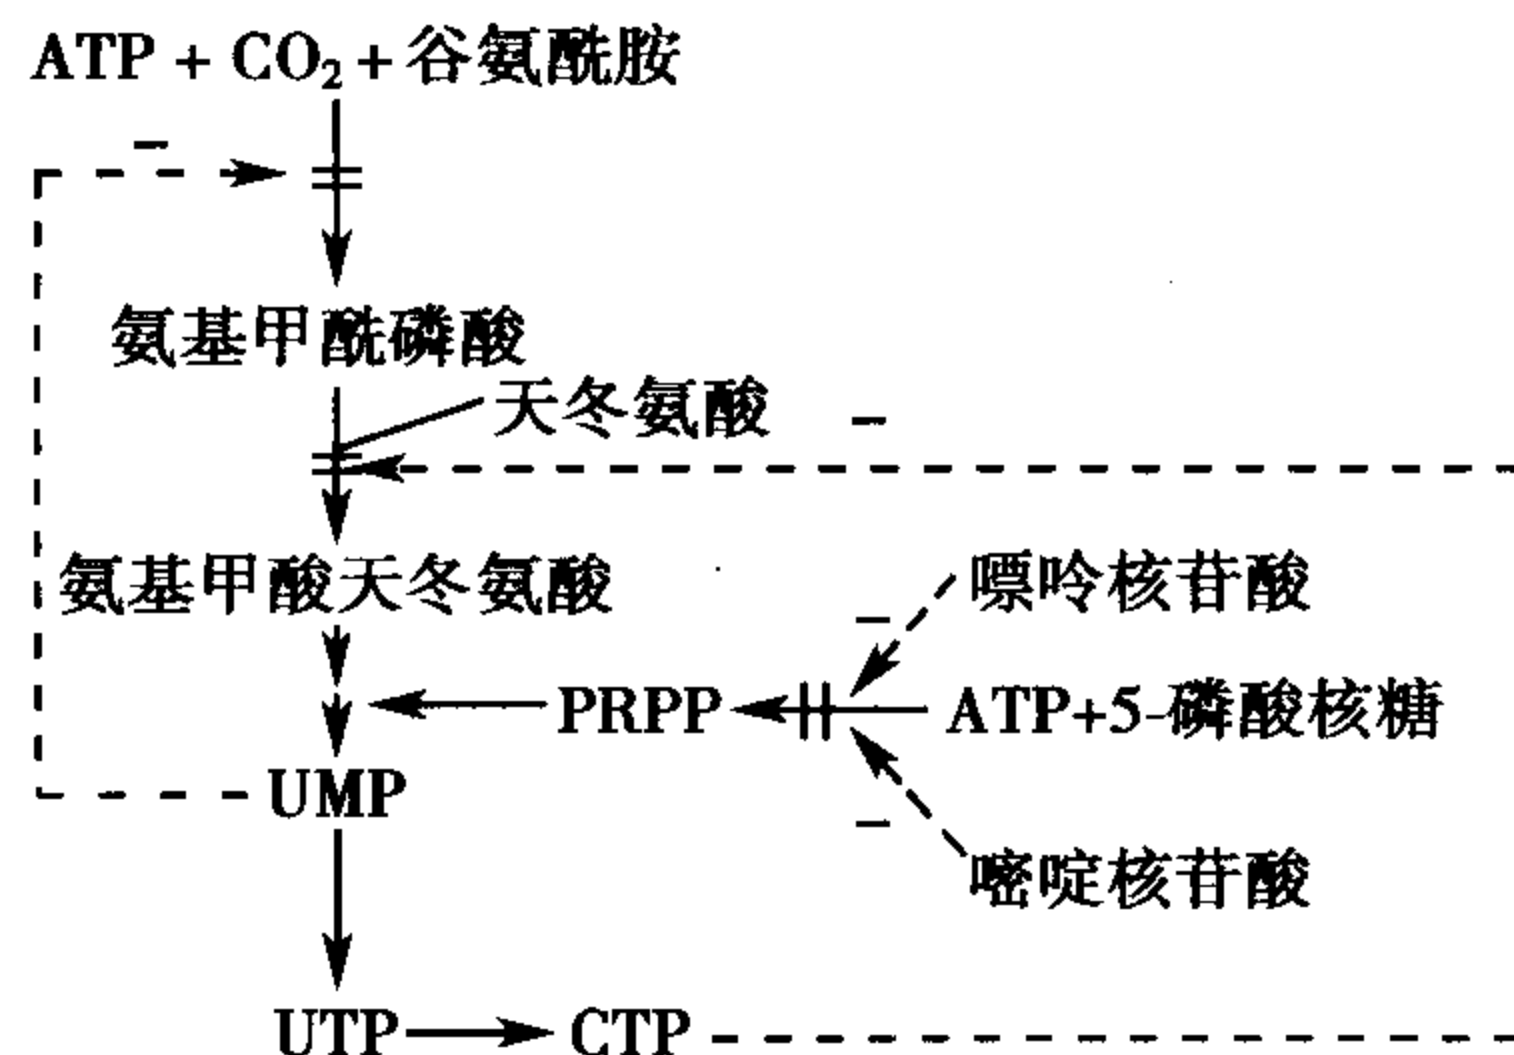 ATP + CO₂ + 谷氨酰胺
−
氨基甲酰磷酸
天冬氨酸
−
氨基甲酸天冬氨酸
嘌呤核苷酸
−
PRPP
ATP+5-磷酸核糖
UMP
−
嘧啶核苷酸
UTP
CTP